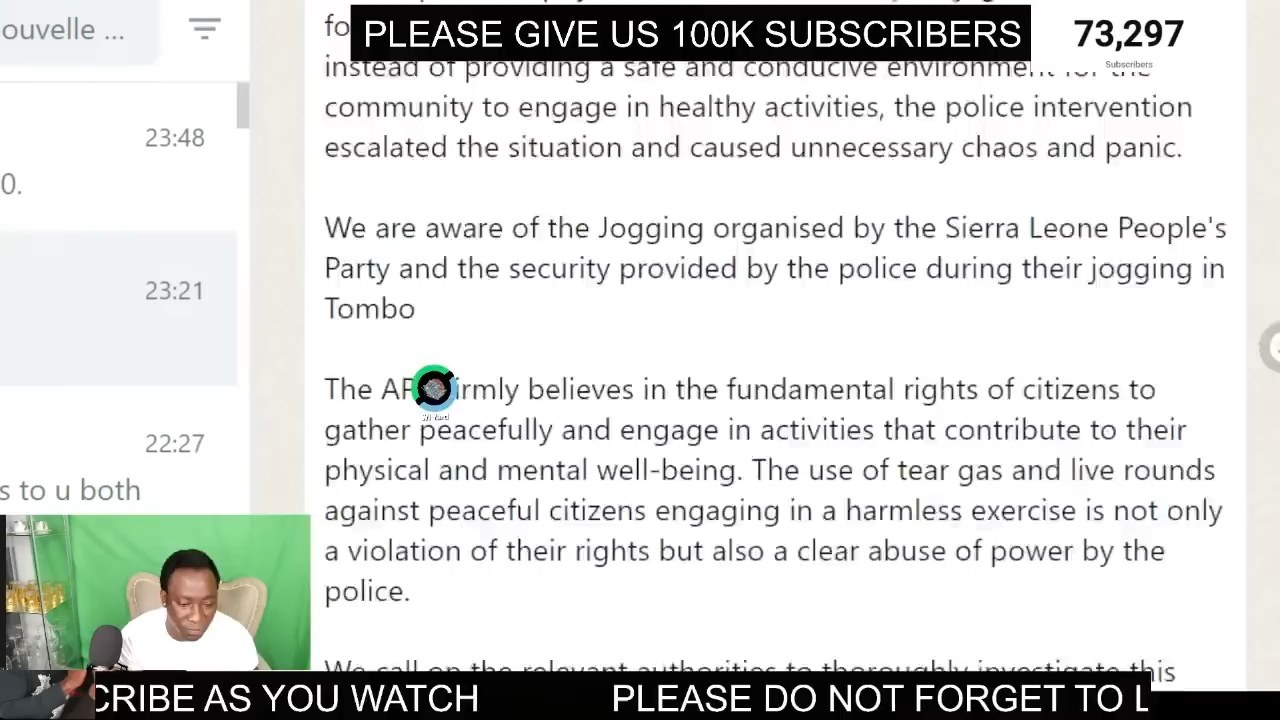 ouvelle ...
23:48
0.
23:21
22:27
s to u both
PLEASE GIVE US 100K SUBSCRIBERS
73,297
Subscribers
fo
instead of providing a safe and conducive environment for the
community to engage in healthy activities, the police intervention
escalated the situation and caused unnecessary chaos and panic.
We are aware of the Jogging organised by the Sierra Leone People's
Party and the security provided by the police during their jogging in
Tombo
The AP irmly believes in the fundamental rights of citizens to
gather peacefully and engage in activities that contribute to their
physical and mental well-being. The use of tear gas and live rounds
against peaceful citizens engaging in a harmless exercise is not only
a violation of their rights but also a clear abuse of power by the
police.
We call on the relevant authorities to thoroughly investigate this
CRIBE AS YOU WATCH PLEASE DO NOT FORGET TO L